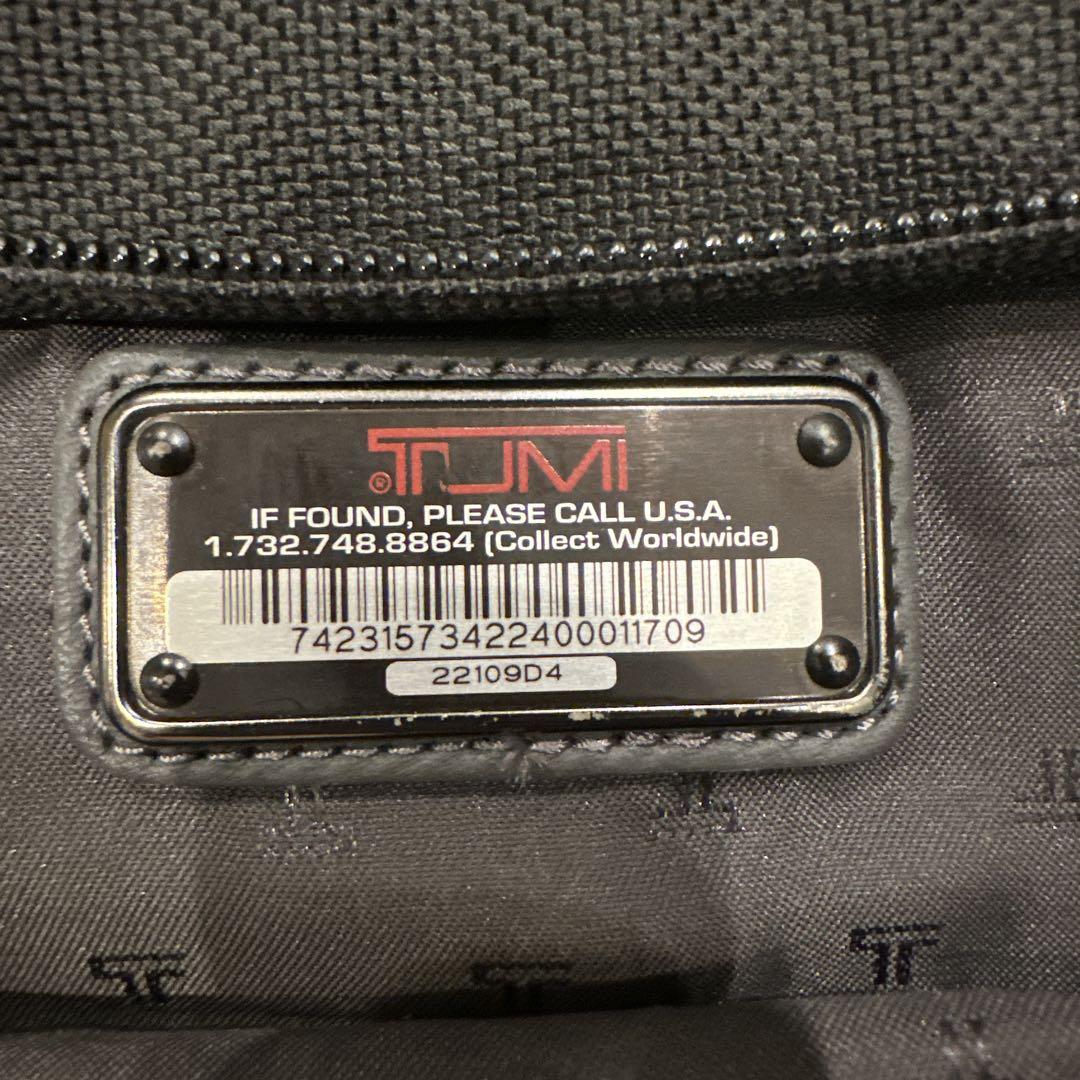 TUMI®
IF FOUND, PLEASE CALL U.S.A.
1.732.748.8864 (Collect Worldwide)
74231573422400011709
22109D4